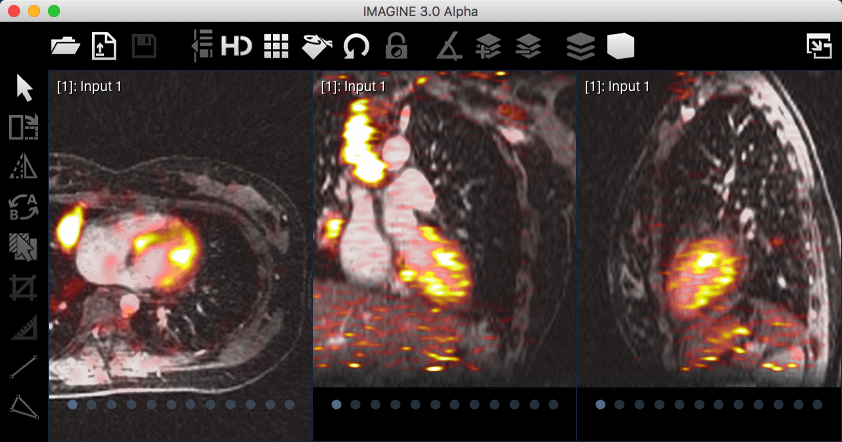 IMAGINE 3.0 Alpha
HD
A
B
[1]: Input 1
[1]: Input 1
[1]: Input 1